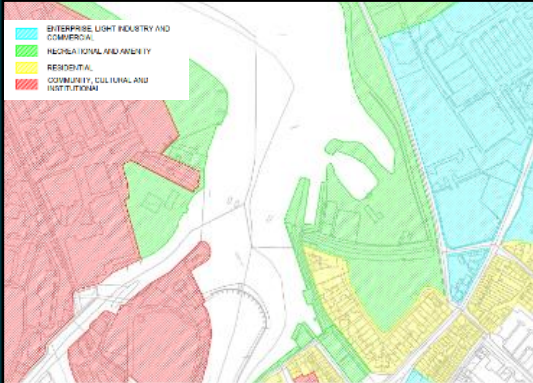 ENTERPRISE, LIGHT INDUSTRY AND
COMMERCIAL
RECREATIONAL AND AMENITY
RESIDENTIAL
COMMUNITY, CULTURAL AND
INSTITUTIONAL